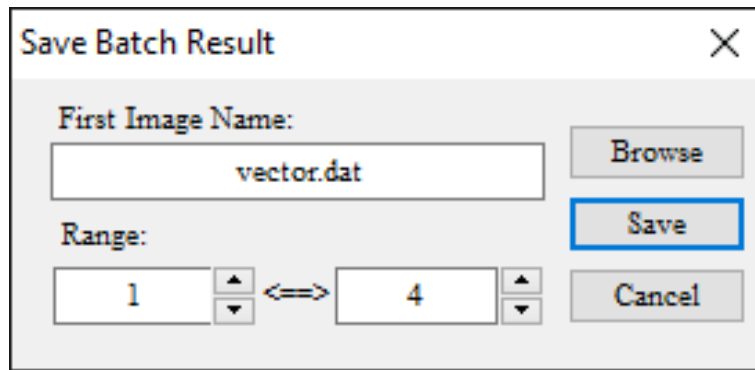 Save Batch Result
First Image Name:
vector.dat
Browse
Range:
Save
1 <==> 4
Cancel